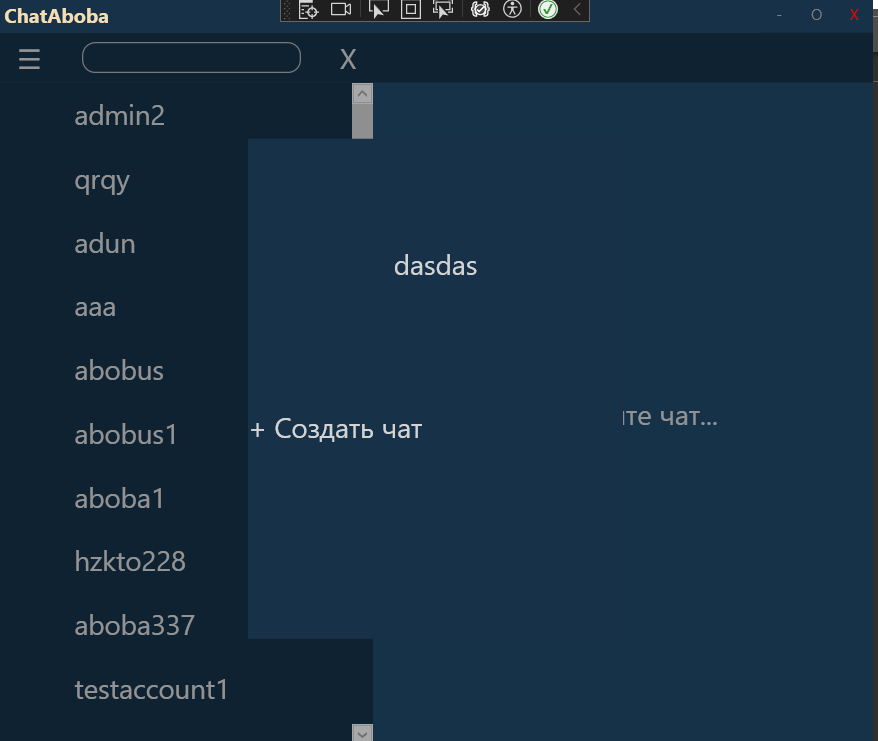 ChatAboba
- O X
☰ X
admin2
qrqy
adun
dasdas
aaa
abobus
те чат...
abobus1
+ Создать чат
aboba1
hzkto228
aboba337
testaccount1